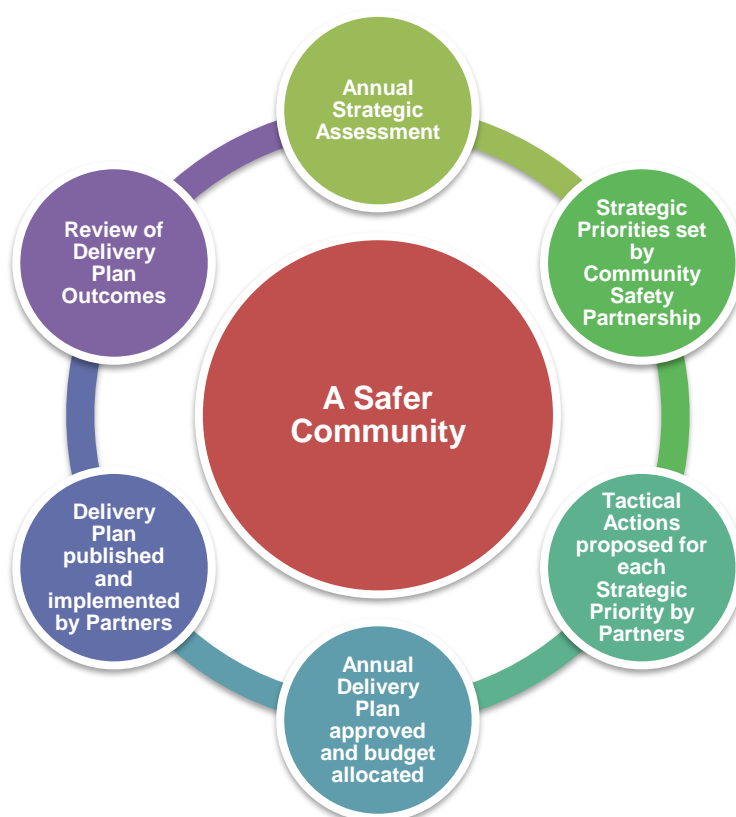 Annual
Strategic
Assessment
Strategic
Priorities set
by
Community
Safety
Partnership
Tactical
Actions
proposed for
each
Strategic
Priority by
Partners
Annual
Delivery
Plan
approved
and budget
allocated
Delivery
Plan
published
and
implemented
by Partners
Review of
Delivery
Plan
Outcomes
A Safer
Community